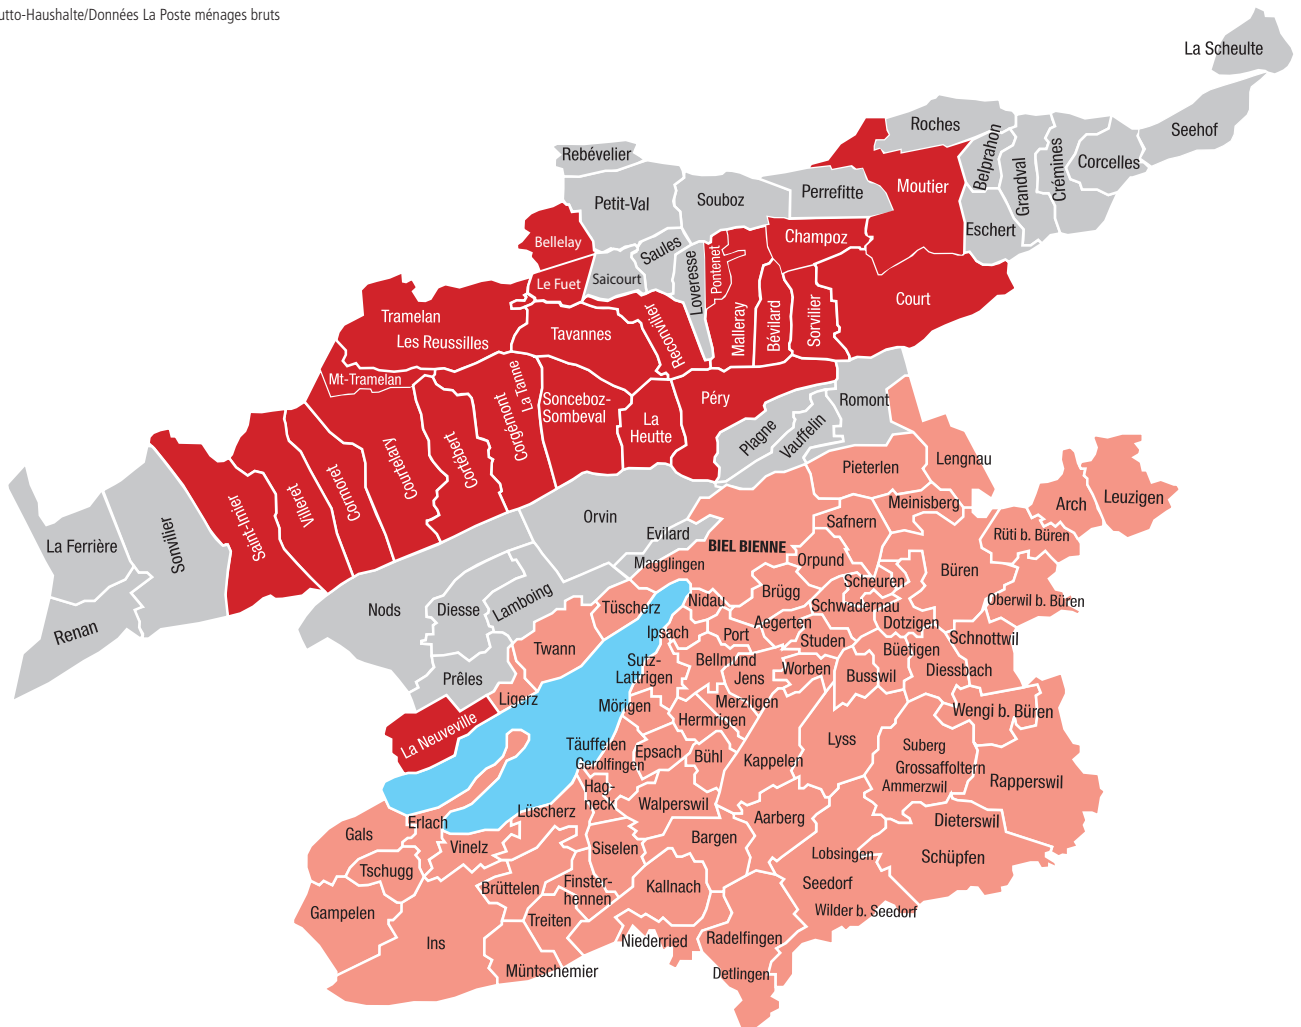 utto-Haushalte/Données La Poste ménages bruts
La Scheulte
Seehof
Roches
Belprahon
Grandval
Crémines
Corcelles
Rebévelier
Petit-Val
Souboz
Perrefitte
Moutier
Eschert
Bellelay
Saules
Champoz
Le Fuet
Saicourt
Loveresse
Pontenet
Malleray
Bévilard
Sorvilier
Court
Tramelan
Les Reussilles
Tavannes
Reconvilier
Mt-Tramelan
La Tanne
Corgémont
Sonceboz-
Sombeval
La
Heutte
Péry
Romont
Plagne
Vauffelin
Cortébert
Courtelary
Cormoret
Villeret
Saint-Imier
Sonvilier
La Ferrière
Renan
Pieterlen
Lengnau
Arch
Leuzigen
Orvin
Evilard
Magglingen
BIEL BIENNE
Safnern
Meinisberg
Rüti b. Büren
Orpund
Scheuren
Büren
Oberwil b. Büren
Nods
Diesse
Lamboing
Tüscherz
Nidau
Brügg
Schwadernau
Aegerten
Dotzigen
Ipsach
Port
Studen
Büetigen
Schnottwil
Twann
Prêles
Sutz-
Lattrigen
Bellmund
Jens
Worben
Busswil
Diessbach
Ligerz
La Neuveville
Mörigen
Merzligen
Hermrigen
Wengi b. Büren
Täuffelen
Gerolfingen
Epsach
Bühl
Kappelen
Lyss
Suberg
Grossaffoltern
Ammerzwil
Rapperswil
Hag-
neck
Walperswil
Aarberg
Lüscherz
Erlach
Gals
Vinelz
Siselen
Bargen
Dieterswil
Lobsingen
Schüpfen
Tschugg
Brüttelen
Finster-
hennen
Kallnach
Seedorf
Wilder b. Seedorf
Gampelen
Treiten
Ins
Niederried
Radelfingen
Müntschemier
Detlingen